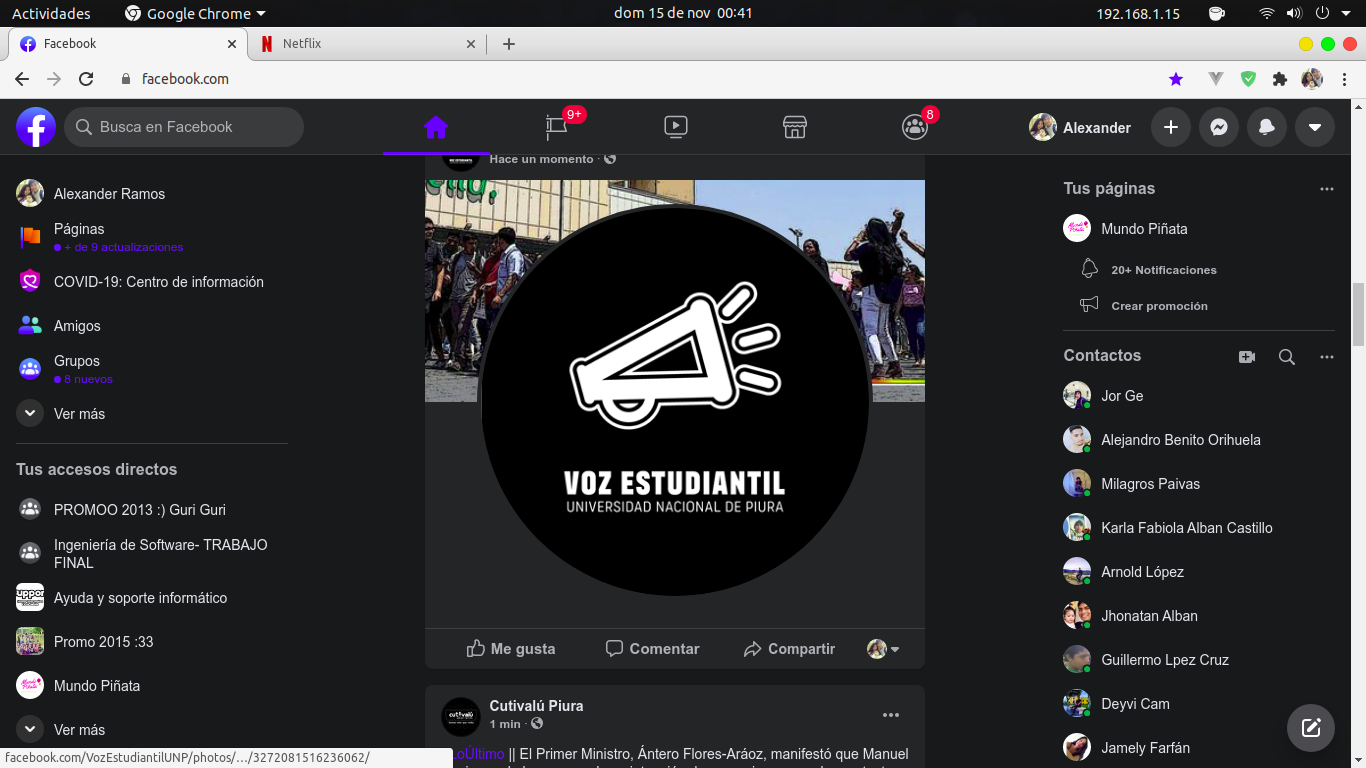 Actividades
Google Chrome
dom 15 de nov 00:41
192.168.1.15
Facebook
Netflix
facebook.com
Busca en Facebook
9+
8
Alexander
Alexander Ramos
Páginas
+ de 9 actualizaciones
COVID-19: Centro de información
Amigos
Grupos
8 nuevos
Ver más
Tus accesos directos
PROMOO 2013 :) Guri Guri
Ingeniería de Software- TRABAJO
FINAL
Ayuda y soporte informático
Promo 2015 :33
Mundo Piñata
Ver más
facebook.com/VozEstudiantilUNP/photos/.../3272081516236062/
Hace un momento ·
VOZ ESTUDIANTIL
UNIVERSIDAD NACIONAL DE PIURA
Me gusta
Comentar
Compartir
cutivalú
Cutivalú Piura
1 min ·
LoÚltimo || El Primer Ministro, Ántero Flores-Aráoz, manifestó que Manuel
Tus páginas
Mundo Piñata
20+ Notificaciones
Crear promoción
Contactos
Jor Ge
Alejandro Benito Orihuela
Milagros Paivas
Karla Fabiola Alban Castillo
Arnold López
Jhonatan Alban
Guillermo Lpez Cruz
Deyvi Cam
Jamely Farfán